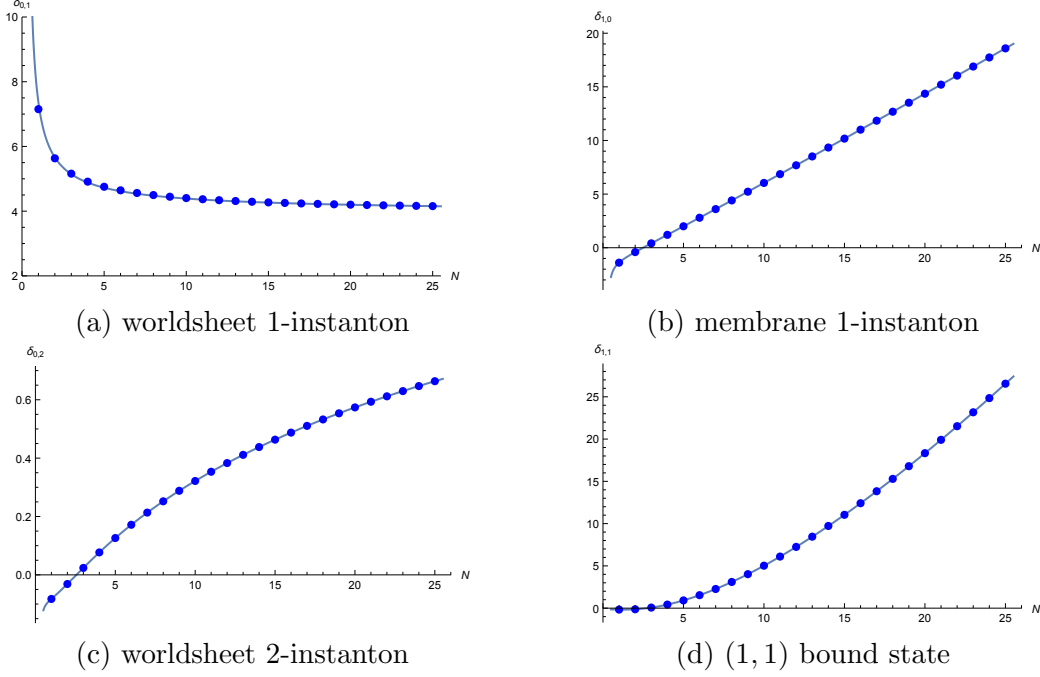 δ0,1
10
8
6
4
2
0 5 10 15 20 25 N
(a) worldsheet 1-instanton
δ1,0
20
15
10
5
0
5 10 15 20 25 N
(b) membrane 1-instanton
δ0,2
0.6
0.4
0.2
0.0
5 10 15 20 25 N
(c) worldsheet 2-instanton
δ1,1
25
20
15
10
5
0
5 10 15 20 25 N
(d) (1, 1) bound state